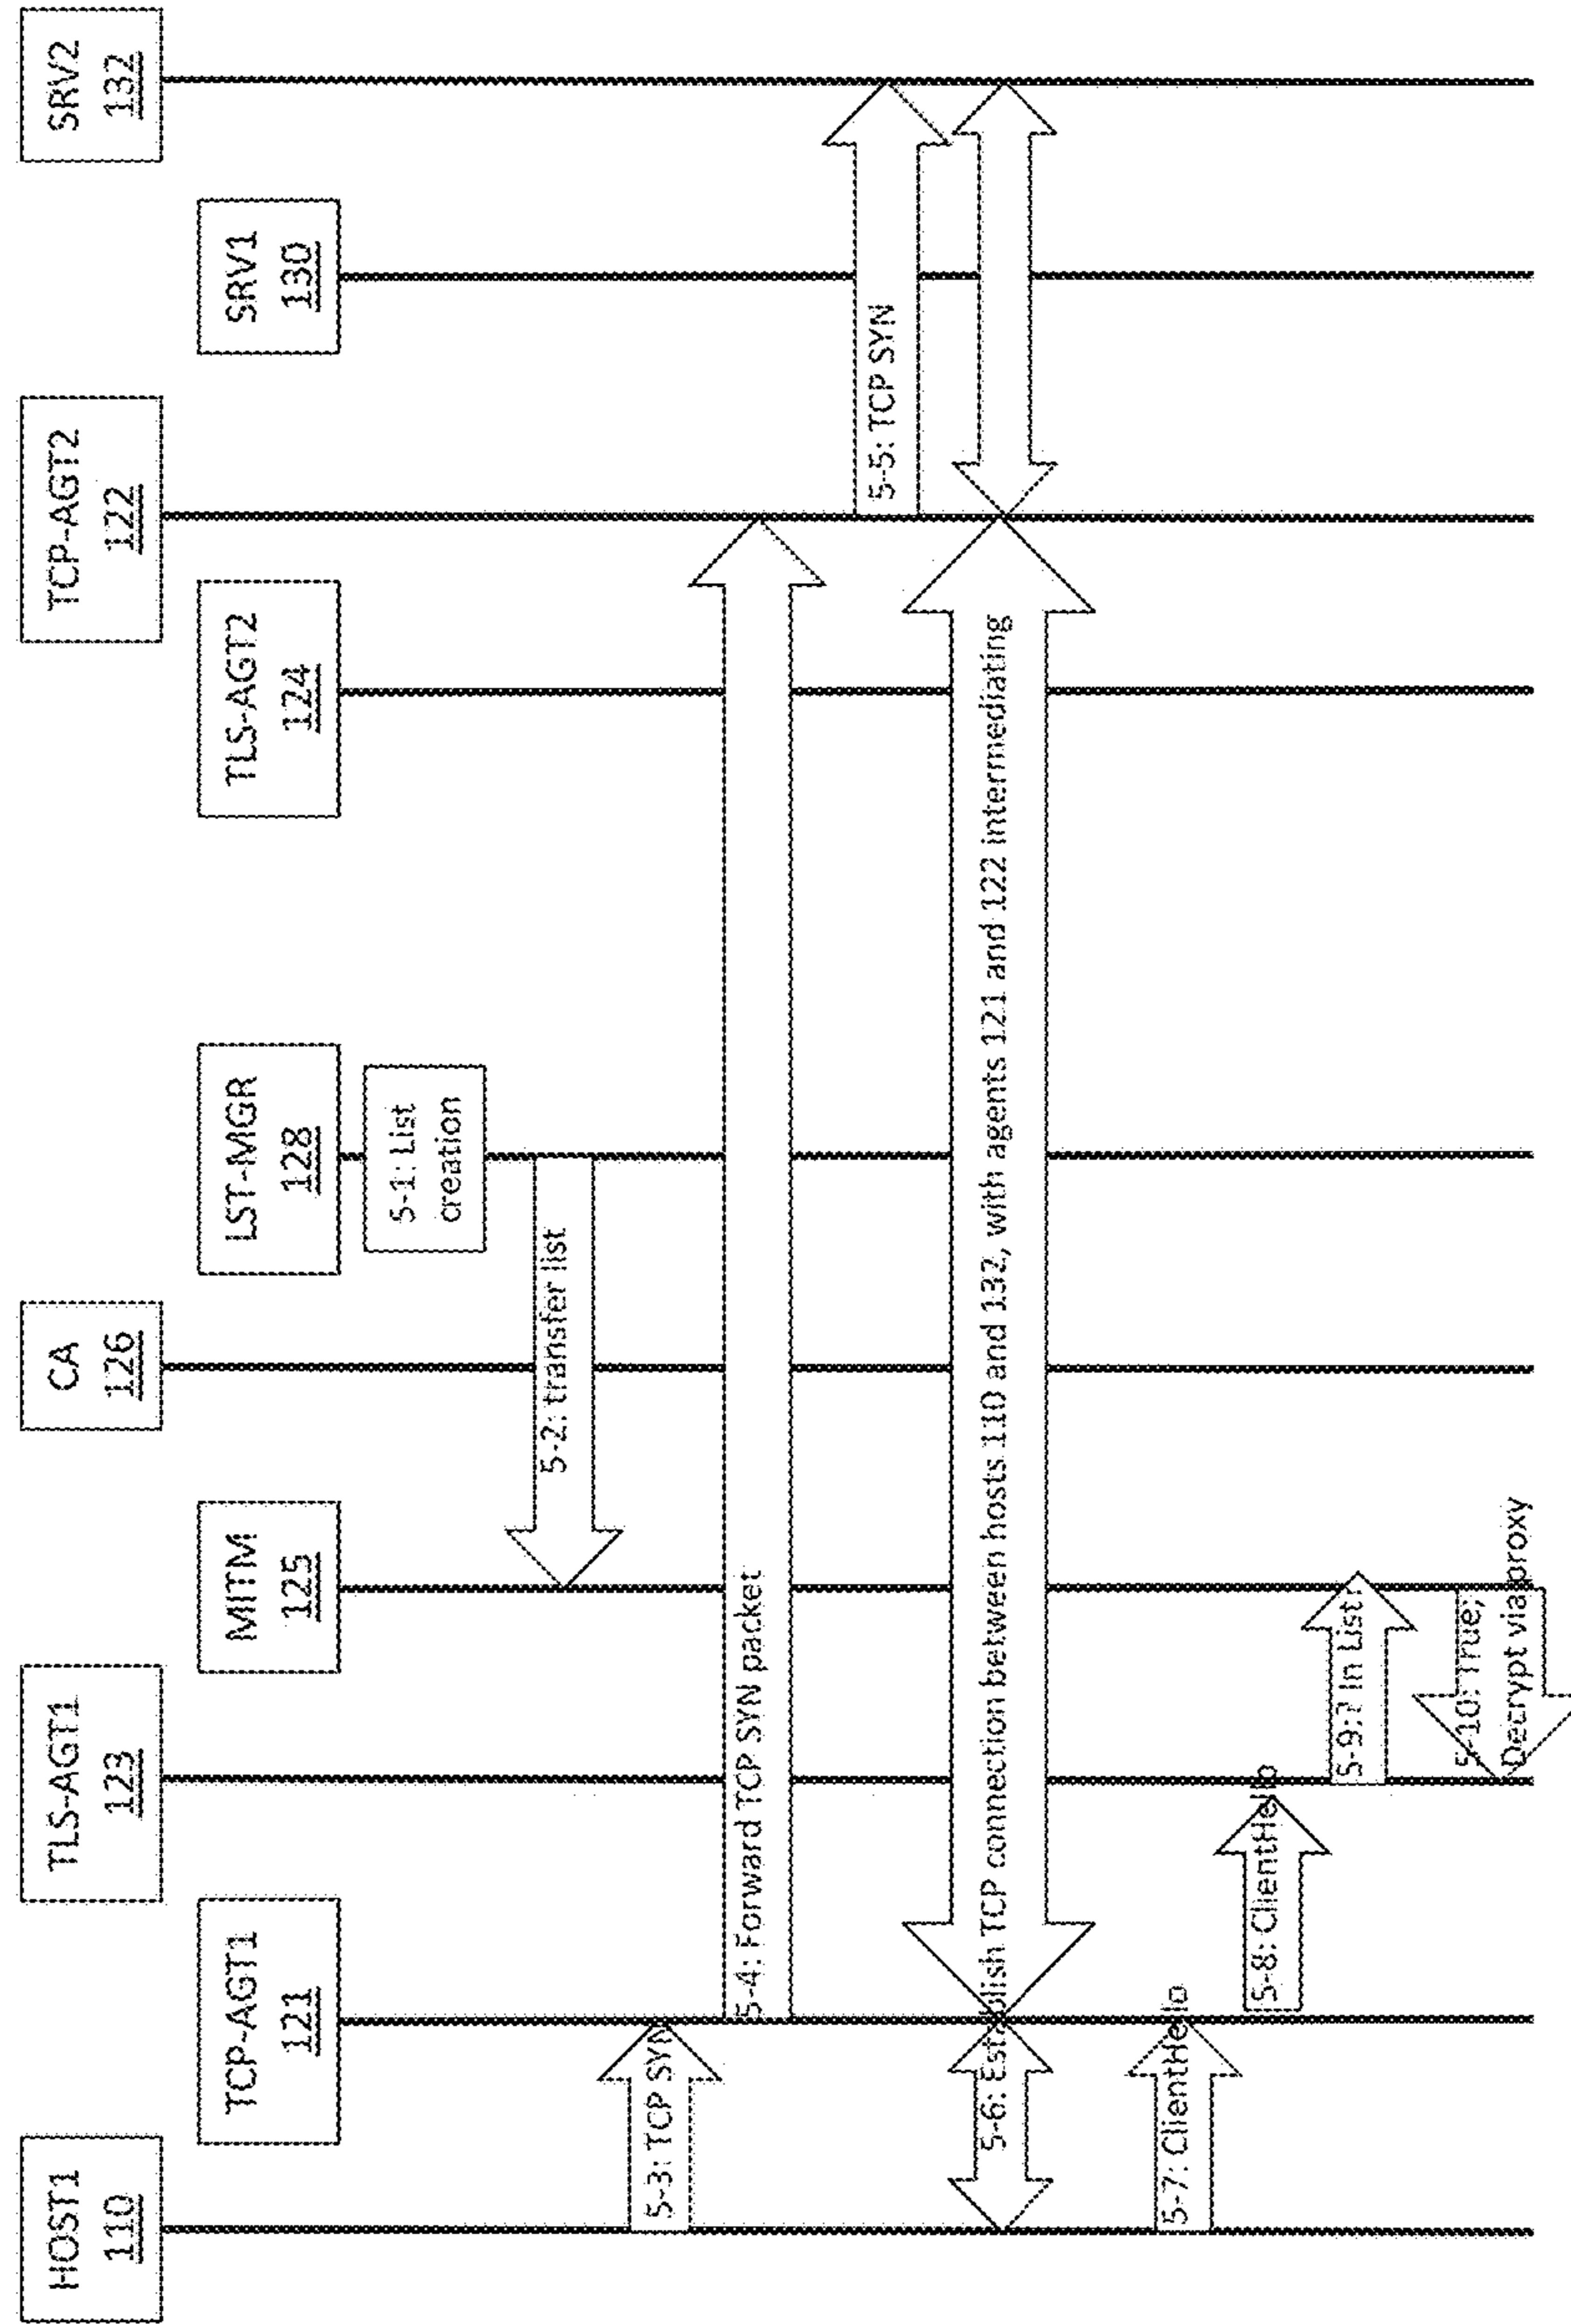 HOST1
110
TCP-AGT1
121
TLS-AGT1
123
MITM
125
CA
126
LST-MGR
128
TLS-AGT2
124
TCP-AGT2
122
SRV1
130
SRV2
132
5-1: List
creation
5-2: transfer list
5-3: TCP SYN
5-4: Forward TCP SYN packet
5-5: TCP SYN
5-6: Establish TCP connection between hosts 110 and 132, with agents 121 and 122 intermediating
5-7: ClientHello
5-8: ClientHello
5-9:? In List
5-10: True;
Decrypt via proxy